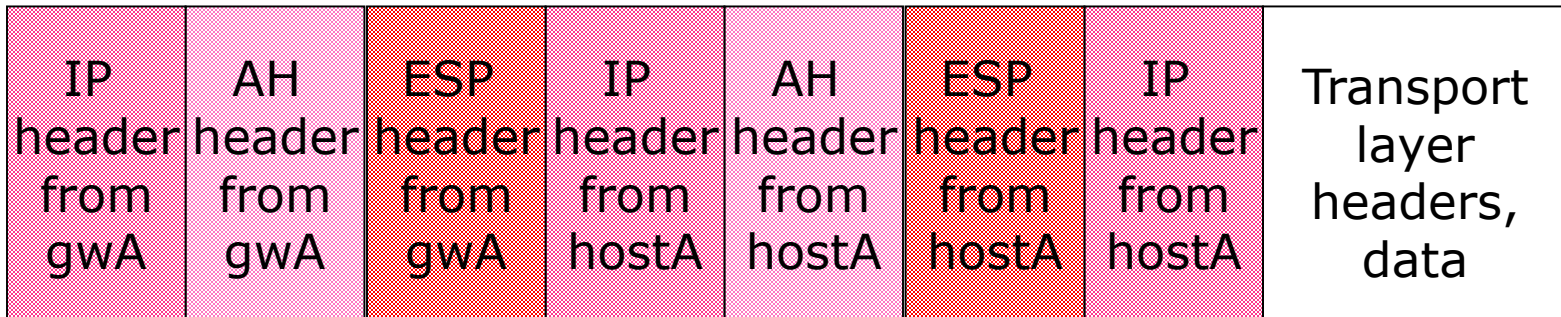 IP
header
from
gwA
AH
header
from
gwA
ESP
header
from
gwA
IP
header
from
hostA
AH
header
from
hostA
ESP
header
from
hostA
IP
header
from
hostA
Transport
layer
headers,
data